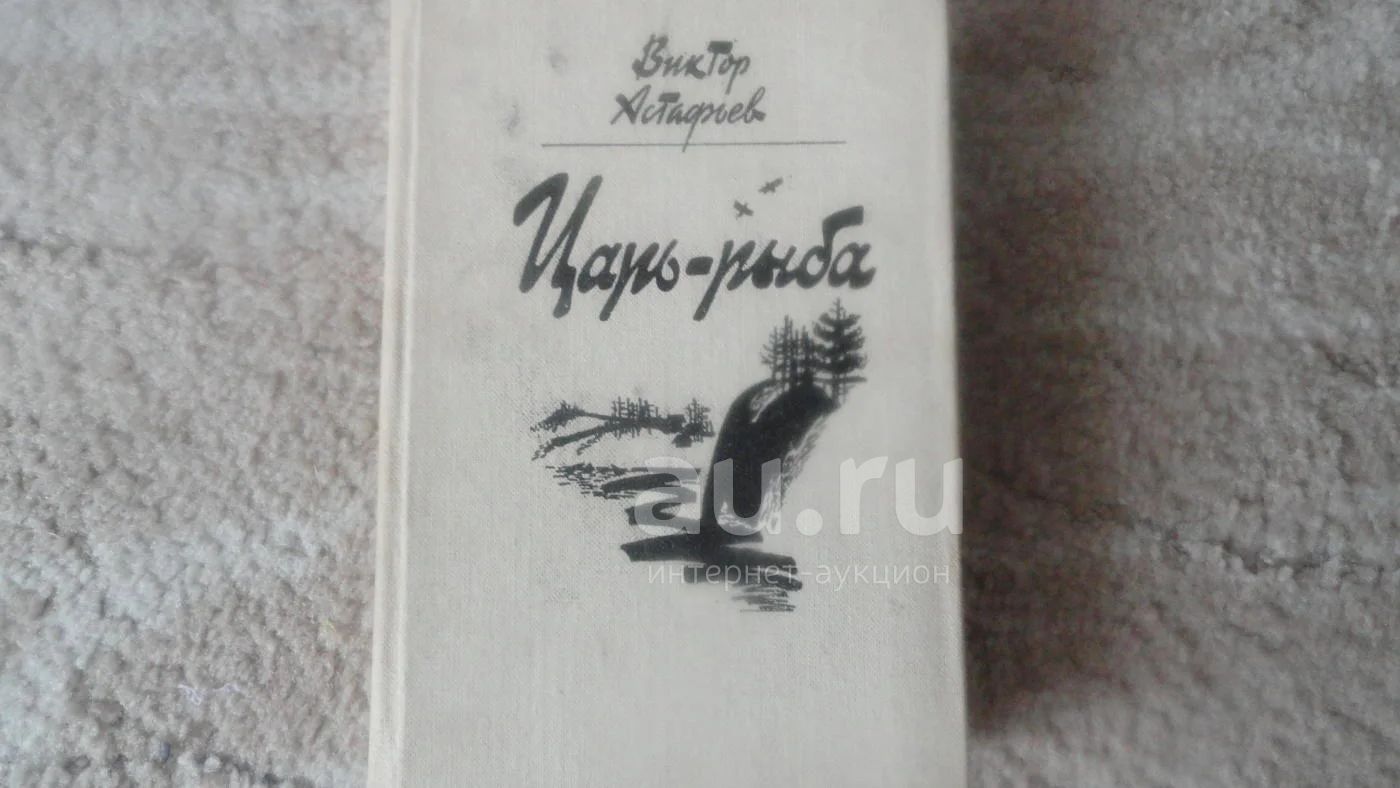 Виктор
Астафьев
Царь-рыба
au.ru
интернет-аукцион